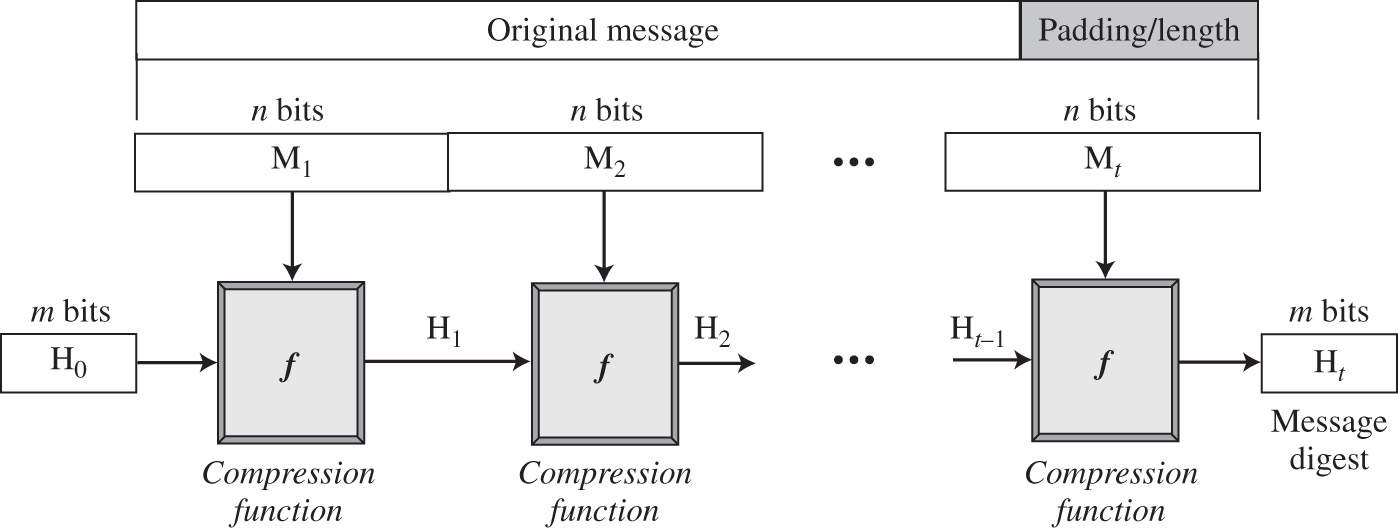 Original message Padding/length
n bits n bits n bits
M₁ M₂ ••• Mₜ
m bits H₁ H₂ Hₜ₋₁ m bits
H₀ f f ••• f Hₜ
Message
digest
Compression Compression Compression
function function function